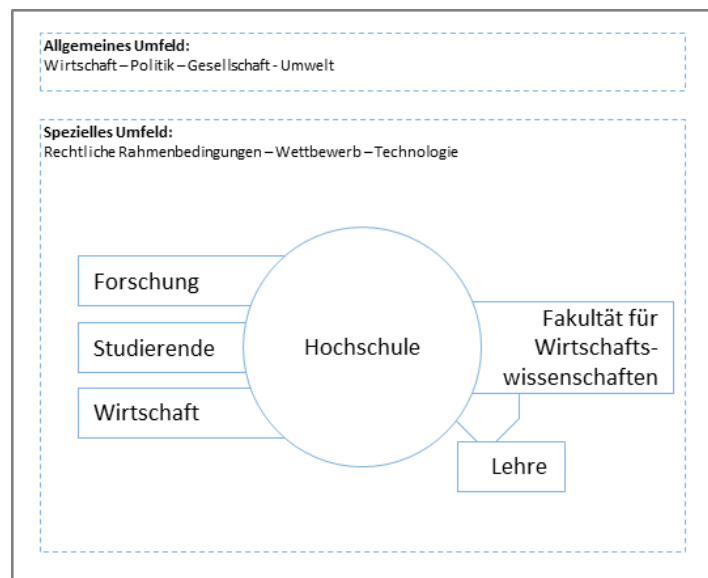 Allgemeines Umfeld:
Wirtschaft – Politik – Gesellschaft - Umwelt
Spezielles Umfeld:
Rechtliche Rahmenbedingungen – Wettbewerb – Technologie
Forschung
Studierende
Wirtschaft
Hochschule
Fakultät für
Wirtschafts-
wissenschaften
Lehre